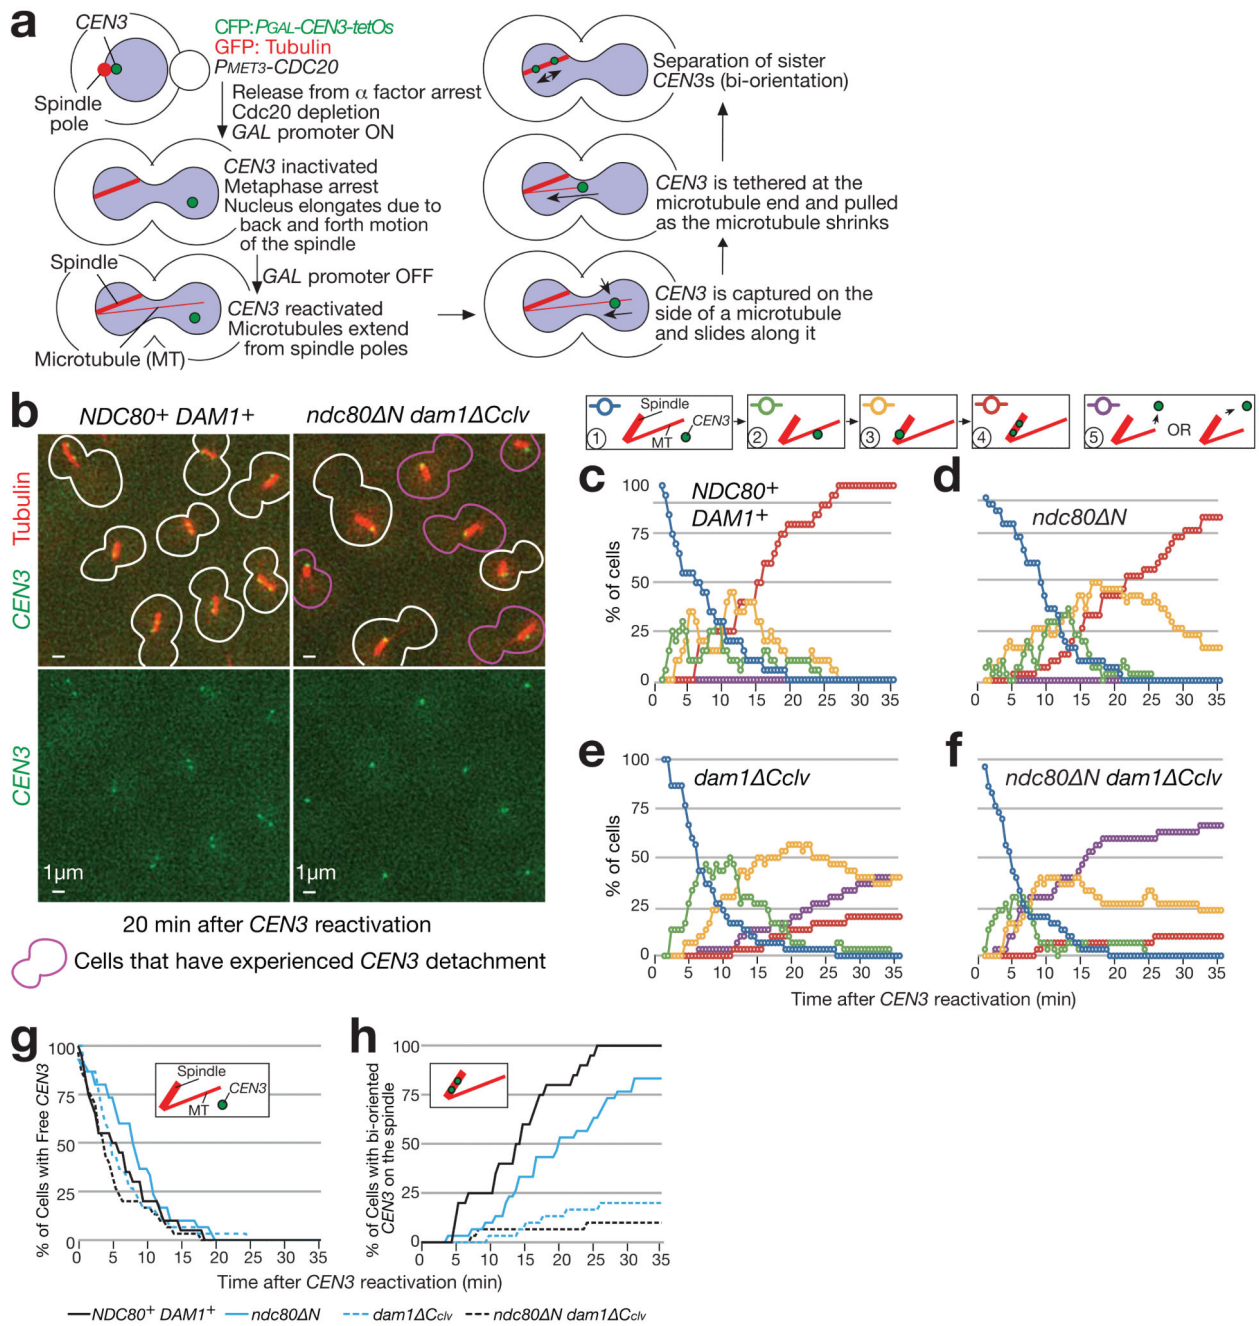 a
CEN3
CFP: PGAL-CEN3-tetOs
GFP: Tubulin
PMET3-CDC20
Spindle
pole
Release from α factor arrest
Cdc20 depletion
GAL promoter ON
CEN3 inactivated
Metaphase arrest
Nucleus elongates due to
back and forth motion
of the spindle
Spindle
GAL promoter OFF
CEN3 reactivated
Microtubules extend
from spindle poles
Microtubule (MT)
Separation of sister
CEN3s (bi-orientation)
CEN3 is tethered at the
microtubule end and pulled
as the microtubule shrinks
CEN3 is captured on the
side of a microtubule
and slides along it
b
NDC80+ DAM1+
ndc80ΔN dam1ΔCclv
CEN3 Tubulin
CEN3
1μm
1μm
20 min after CEN3 reactivation
Cells that have experienced CEN3 detachment
Spindle
MT
CEN3
1
2
3
4
5
OR
c
NDC80+
DAM1+
% of cells
100
75
50
25
0
0 5 10 15 20 25 30 35
d
ndc80ΔN
0 5 10 15 20 25 30 35
e
dam1ΔCclv
% of cells
100
75
50
25
0
0 5 10 15 20 25 30 35
f
ndc80ΔN dam1ΔCclv
0 5 10 15 20 25 30 35
Time after CEN3 reactivation (min)
g
% of Cells with Free CEN3
100
75
50
25
0
Spindle
CEN3
MT
0 5 10 15 20 25 30 35
h
% of Cells with bi-oriented
CEN3 on the spindle
100
75
50
25
0
0 5 10 15 20 25 30 35
Time after CEN3 reactivation (min)
NDC80+ DAM1+ ndc80ΔN dam1ΔCclv ndc80ΔN dam1ΔCclv